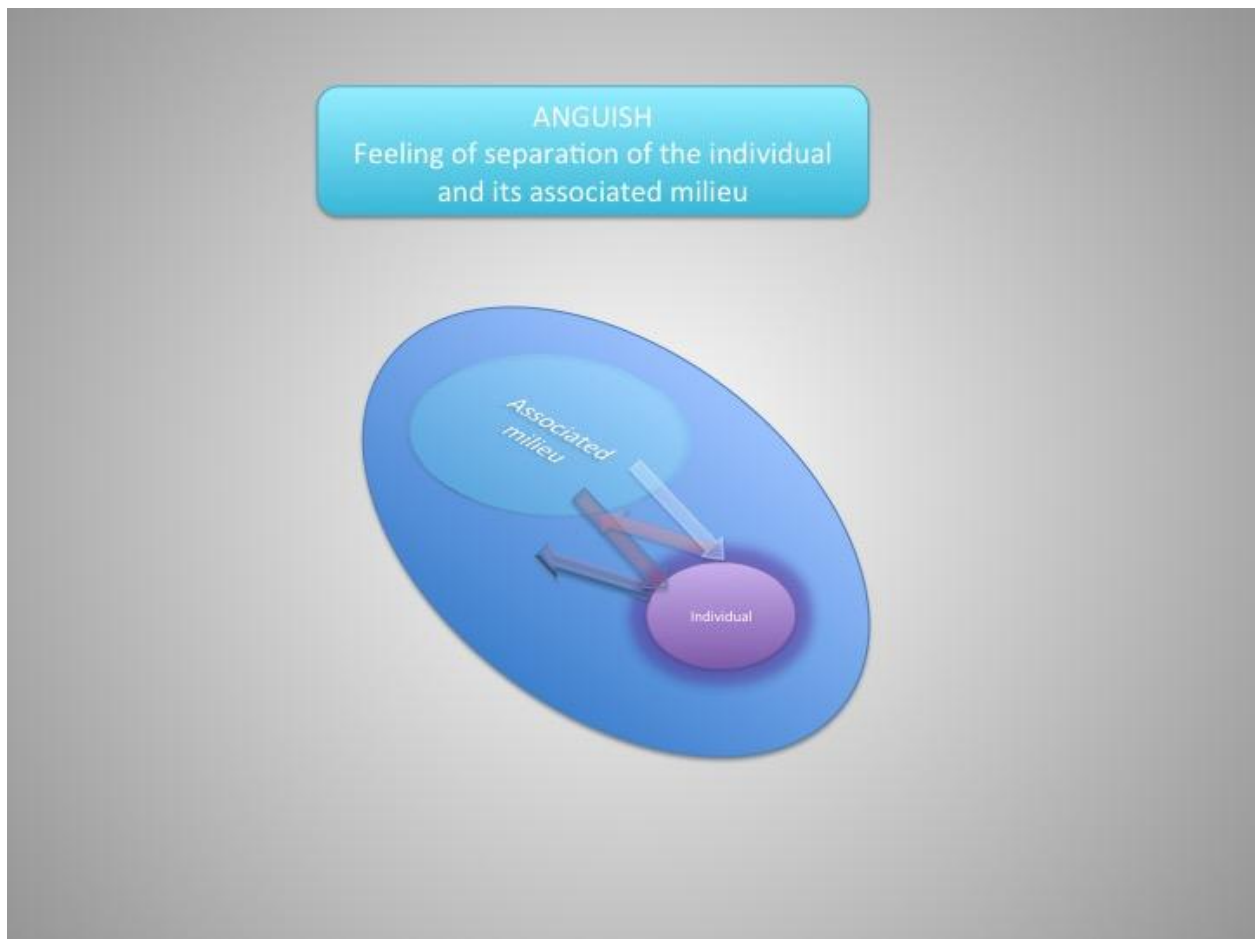 ANGUISH
Feeling of separation of the individual
and its associated milieu
Associated
milieu
Individual